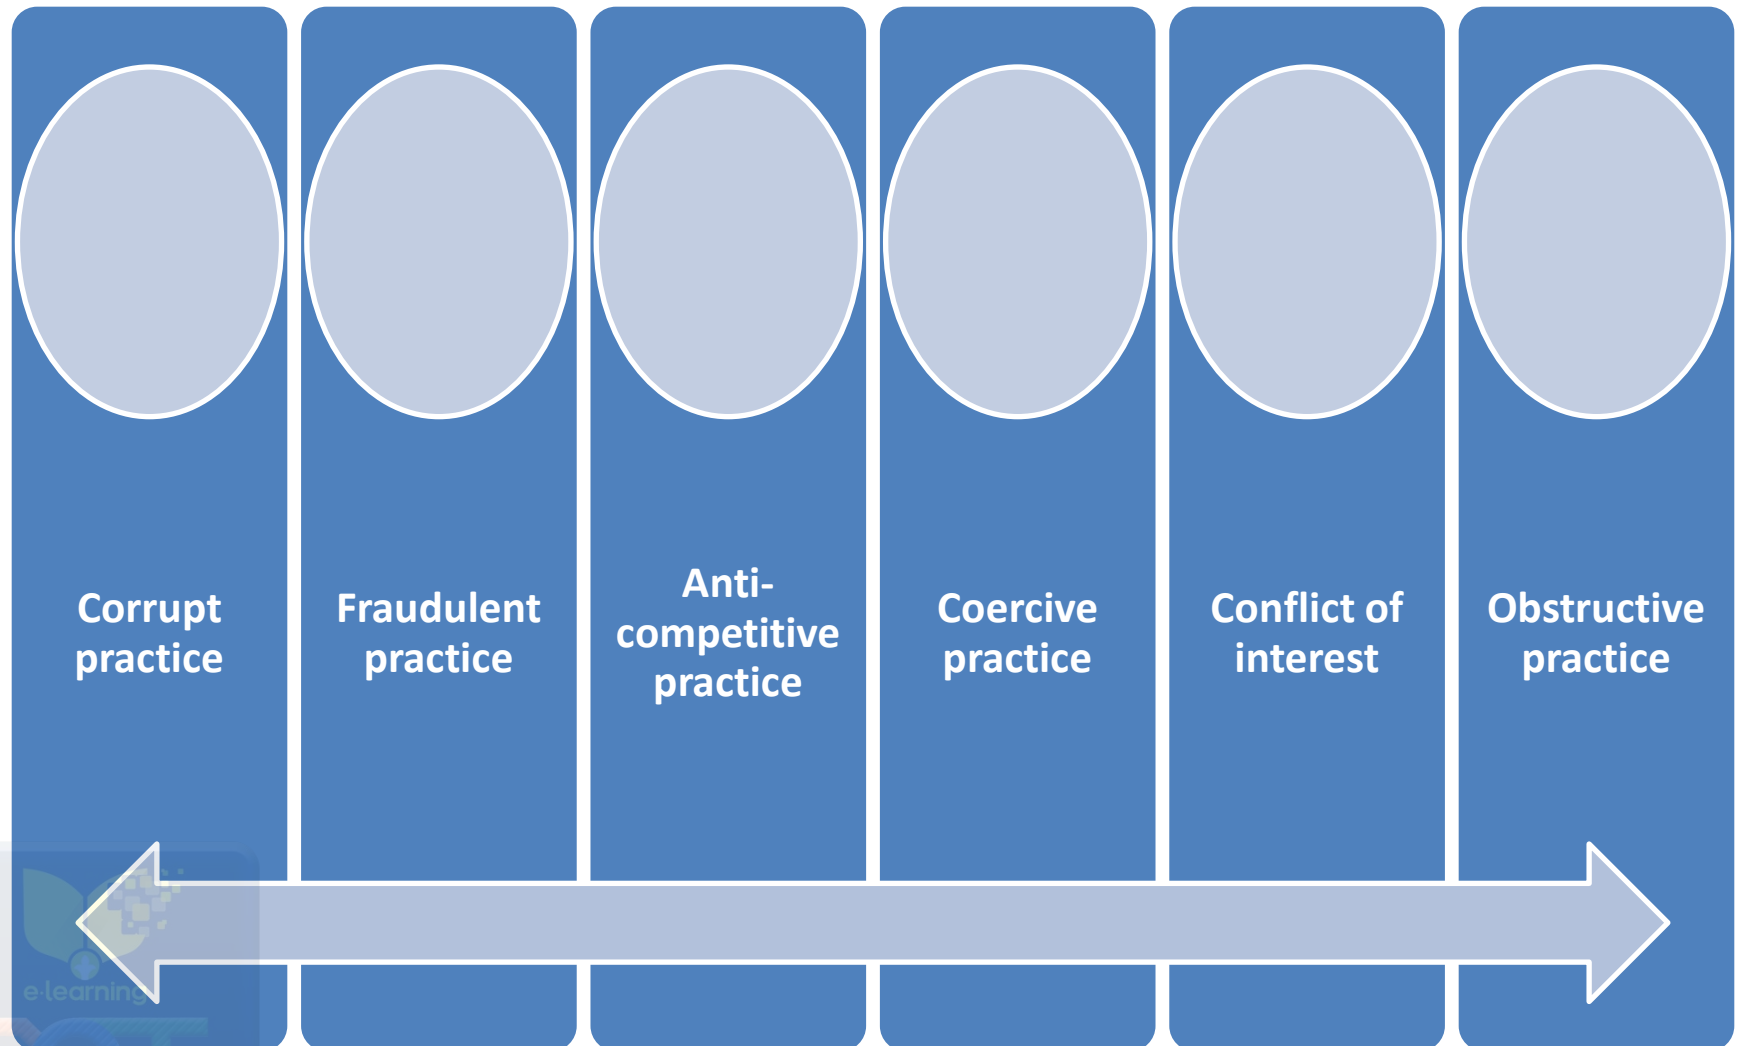 Corrupt
practice
Fraudulent
practice
Anti-
competitive
practice
Coercive
practice
Conflict of
interest
Obstructive
practice
e-learning